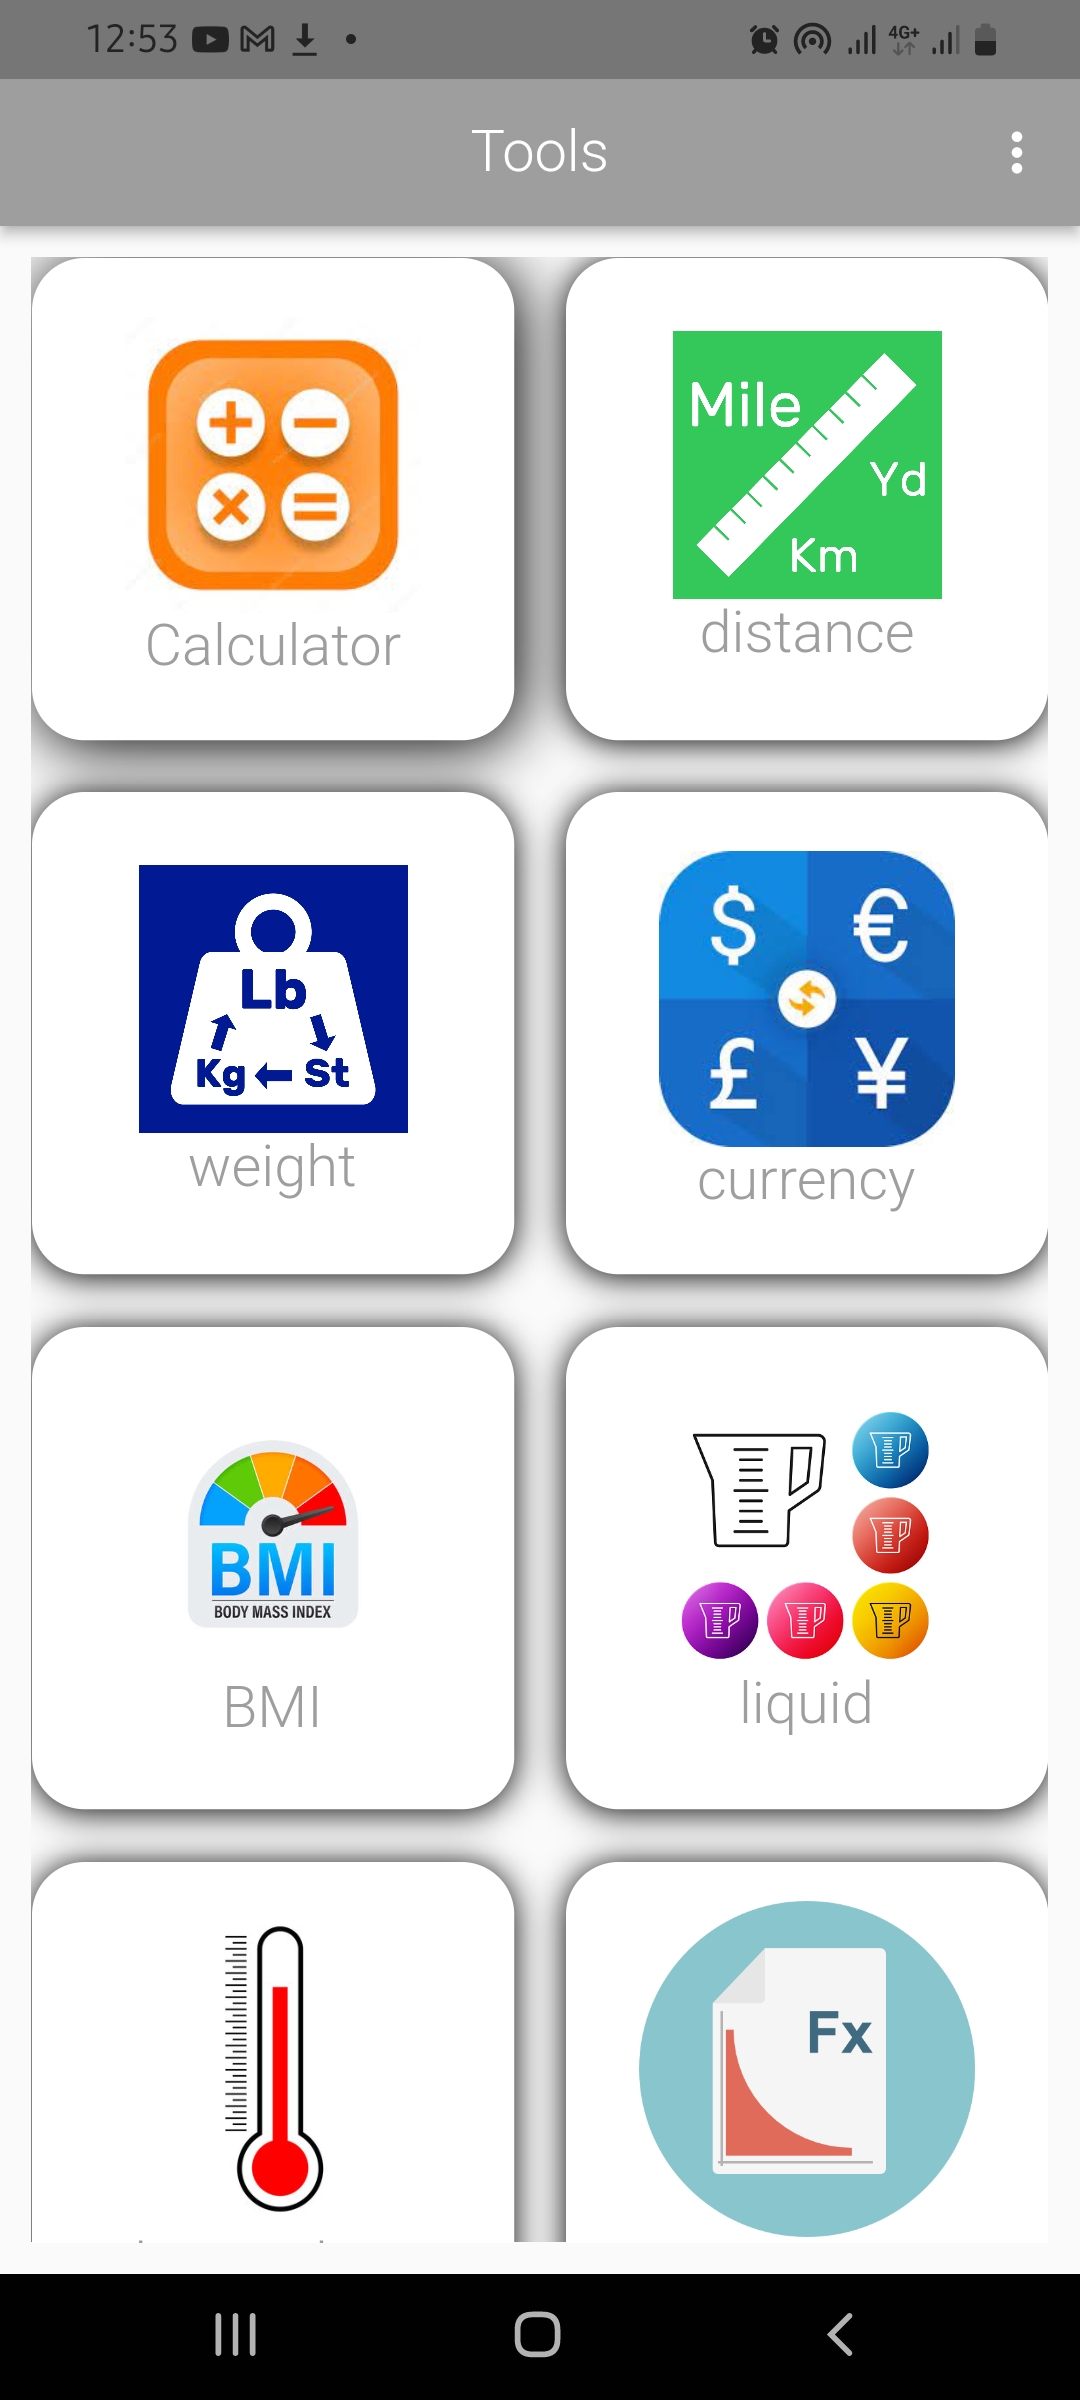 12:53
4G+
Tools
Mile
Yd
Km
Calculator
distance
Lb
Kg St
$ €
£ ¥
weight
currency
BMI
BODY MASS INDEX
BMI
liquid
Fx